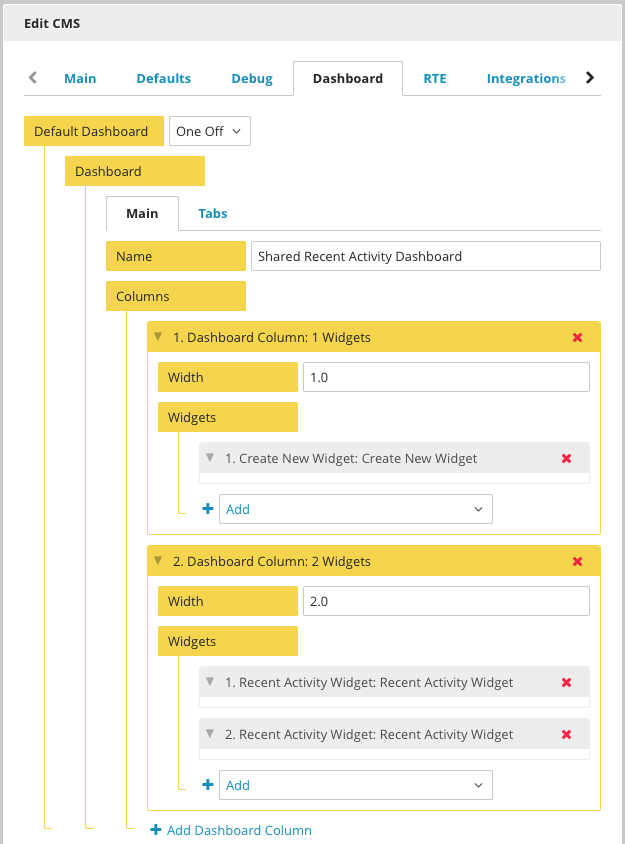 Edit CMS
Main Defaults Debug Dashboard RTE Integrations
Default Dashboard One Off
Dashboard
Main Tabs
Name Shared Recent Activity Dashboard
Columns
1. Dashboard Column: 1 Widgets
Width 1.0
Widgets
1. Create New Widget: Create New Widget
Add
2. Dashboard Column: 2 Widgets
Width 2.0
Widgets
1. Recent Activity Widget: Recent Activity Widget
2. Recent Activity Widget: Recent Activity Widget
Add
Add Dashboard Column